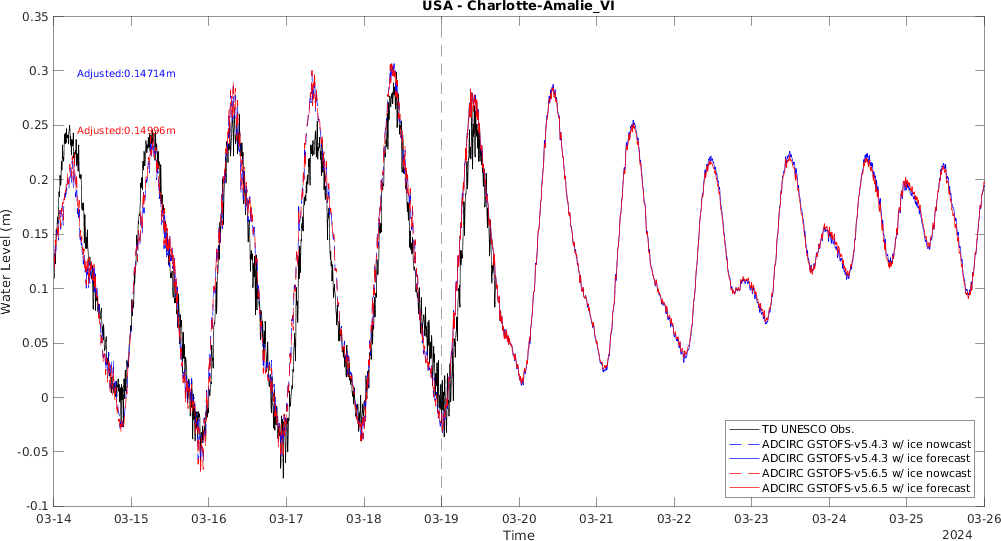 USA - Charlotte-Amalie_VI
0.35
0.3
0.25
0.2
0.15
0.1
0.05
0
-0.05
-0.1
Water Level (m)
Adjusted:0.14714m
Adjusted:0.14996m
TD UNESCO Obs.
ADCIRC GSTOFS-v5.4.3 w/ ice nowcast
ADCIRC GSTOFS-v5.4.3 w/ ice forecast
ADCIRC GSTOFS-v5.6.5 w/ ice nowcast
ADCIRC GSTOFS-v5.6.5 w/ ice forecast
03-14 03-15 03-16 03-17 03-18 03-19 03-20 03-21 03-22 03-23 03-24 03-25 03-26
Time
2024